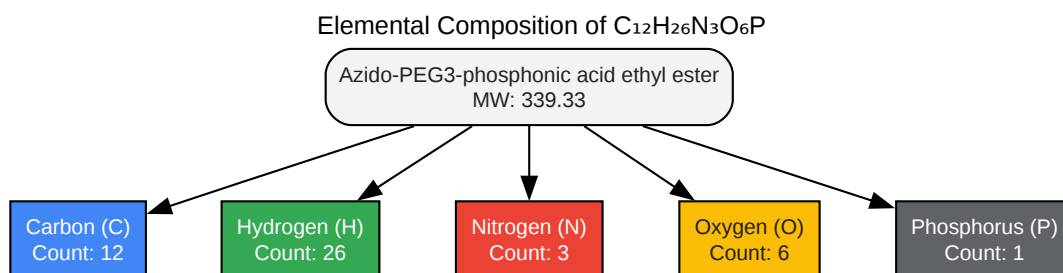 Elemental Composition of C₁₂H₂₆N₃O₆P
Azido-PEG3-phosphonic acid ethyl ester
MW: 339.33
Carbon (C)
Count: 12
Hydrogen (H)
Count: 26
Nitrogen (N)
Count: 3
Oxygen (O)
Count: 6
Phosphorus (P)
Count: 1